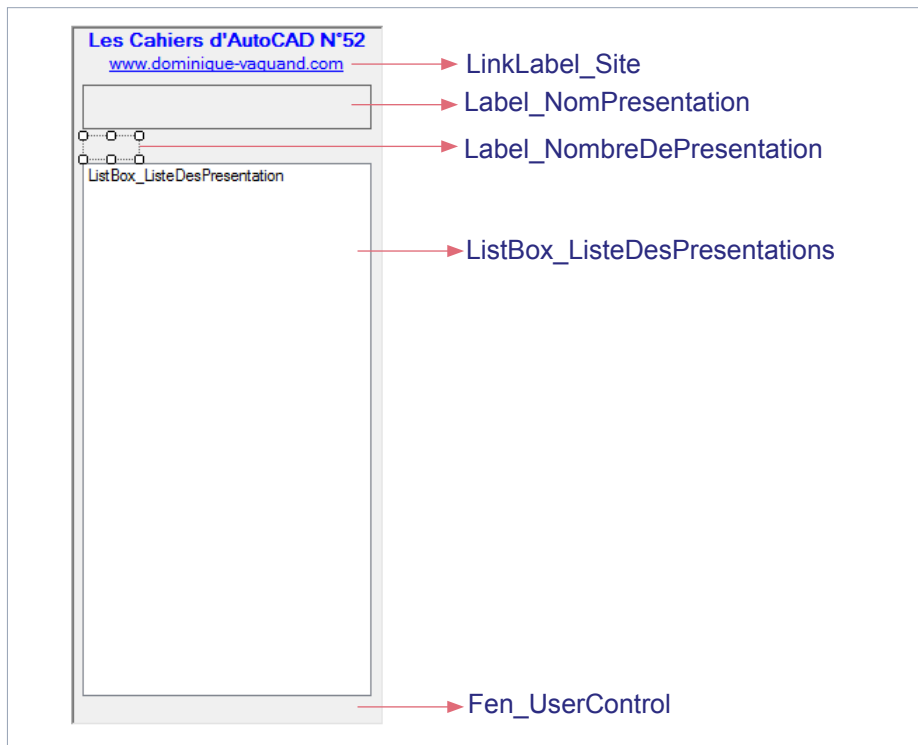 Les Cahiers d'AutoCAD N°52
www.dominique-vaquand.com
LinkLabel_Site
Label_NomPresentation
Label_NombreDePresentation
ListBox_ListeDesPresentation
ListBox_ListeDesPresentations
Fen_UserControl